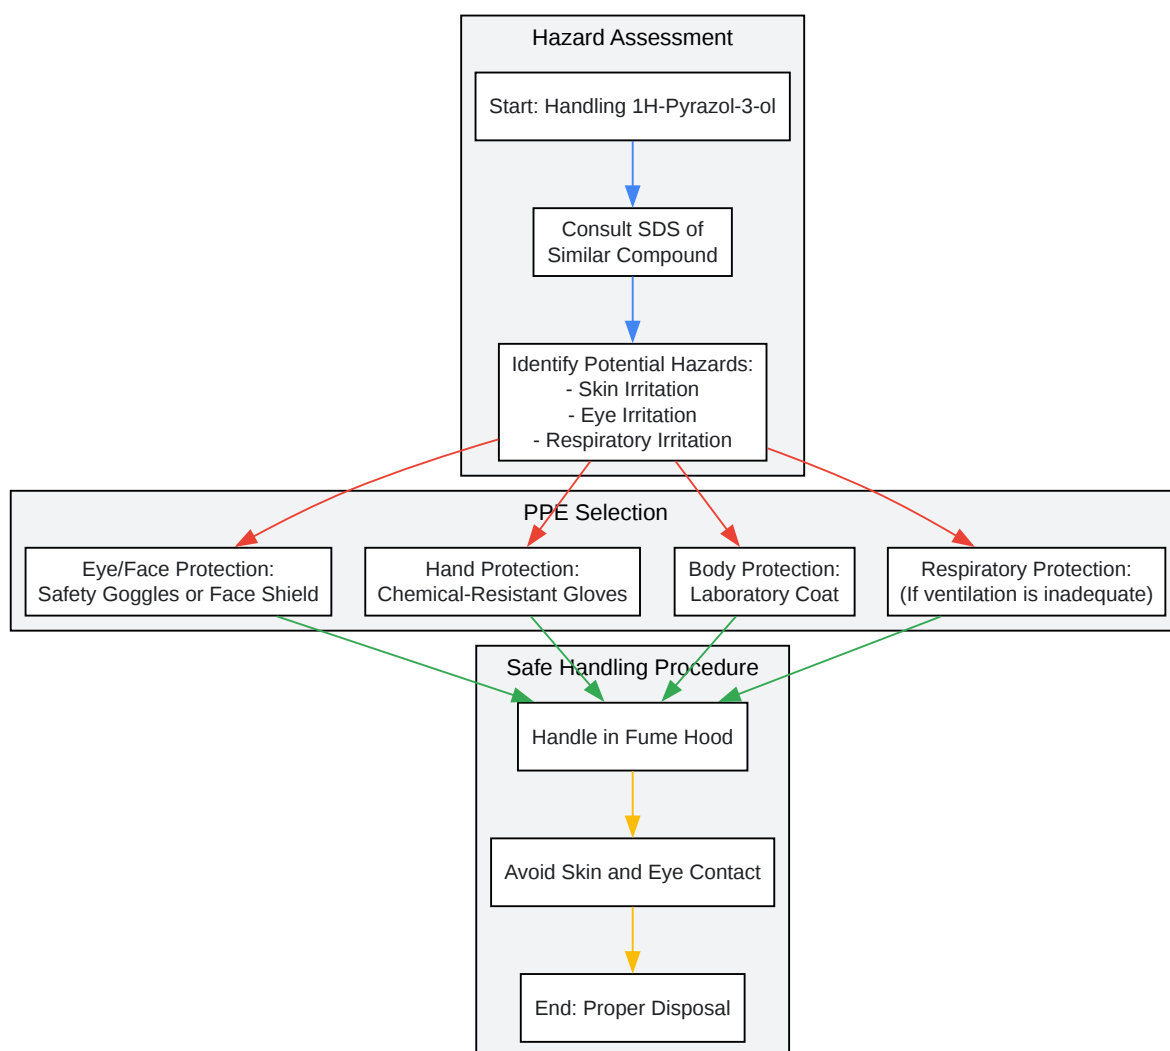 Hazard Assessment
Start: Handling 1H-Pyrazol-3-ol
Consult SDS of
Similar Compound
Identify Potential Hazards:
- Skin Irritation
- Eye Irritation
- Respiratory Irritation
PPE Selection
Eye/Face Protection:
Safety Goggles or Face Shield
Hand Protection:
Chemical-Resistant Gloves
Body Protection:
Laboratory Coat
Respiratory Protection:
(If ventilation is inadequate)
Safe Handling Procedure
Handle in Fume Hood
Avoid Skin and Eye Contact
End: Proper Disposal